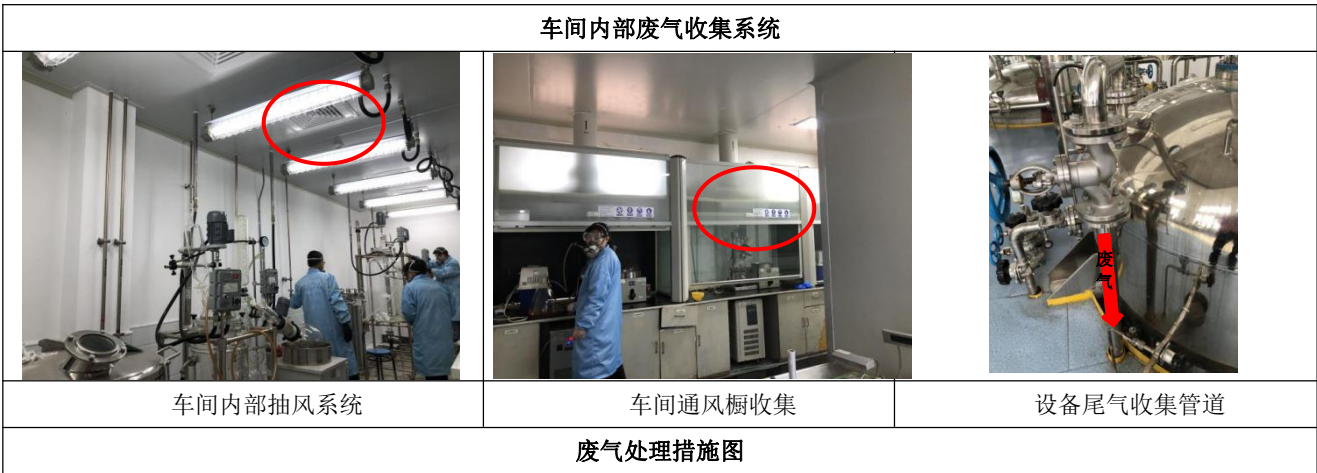 车间内部废气收集系统
废
气
车间内部抽风系统
车间通风橱收集
设备尾气收集管道
废气处理措施图